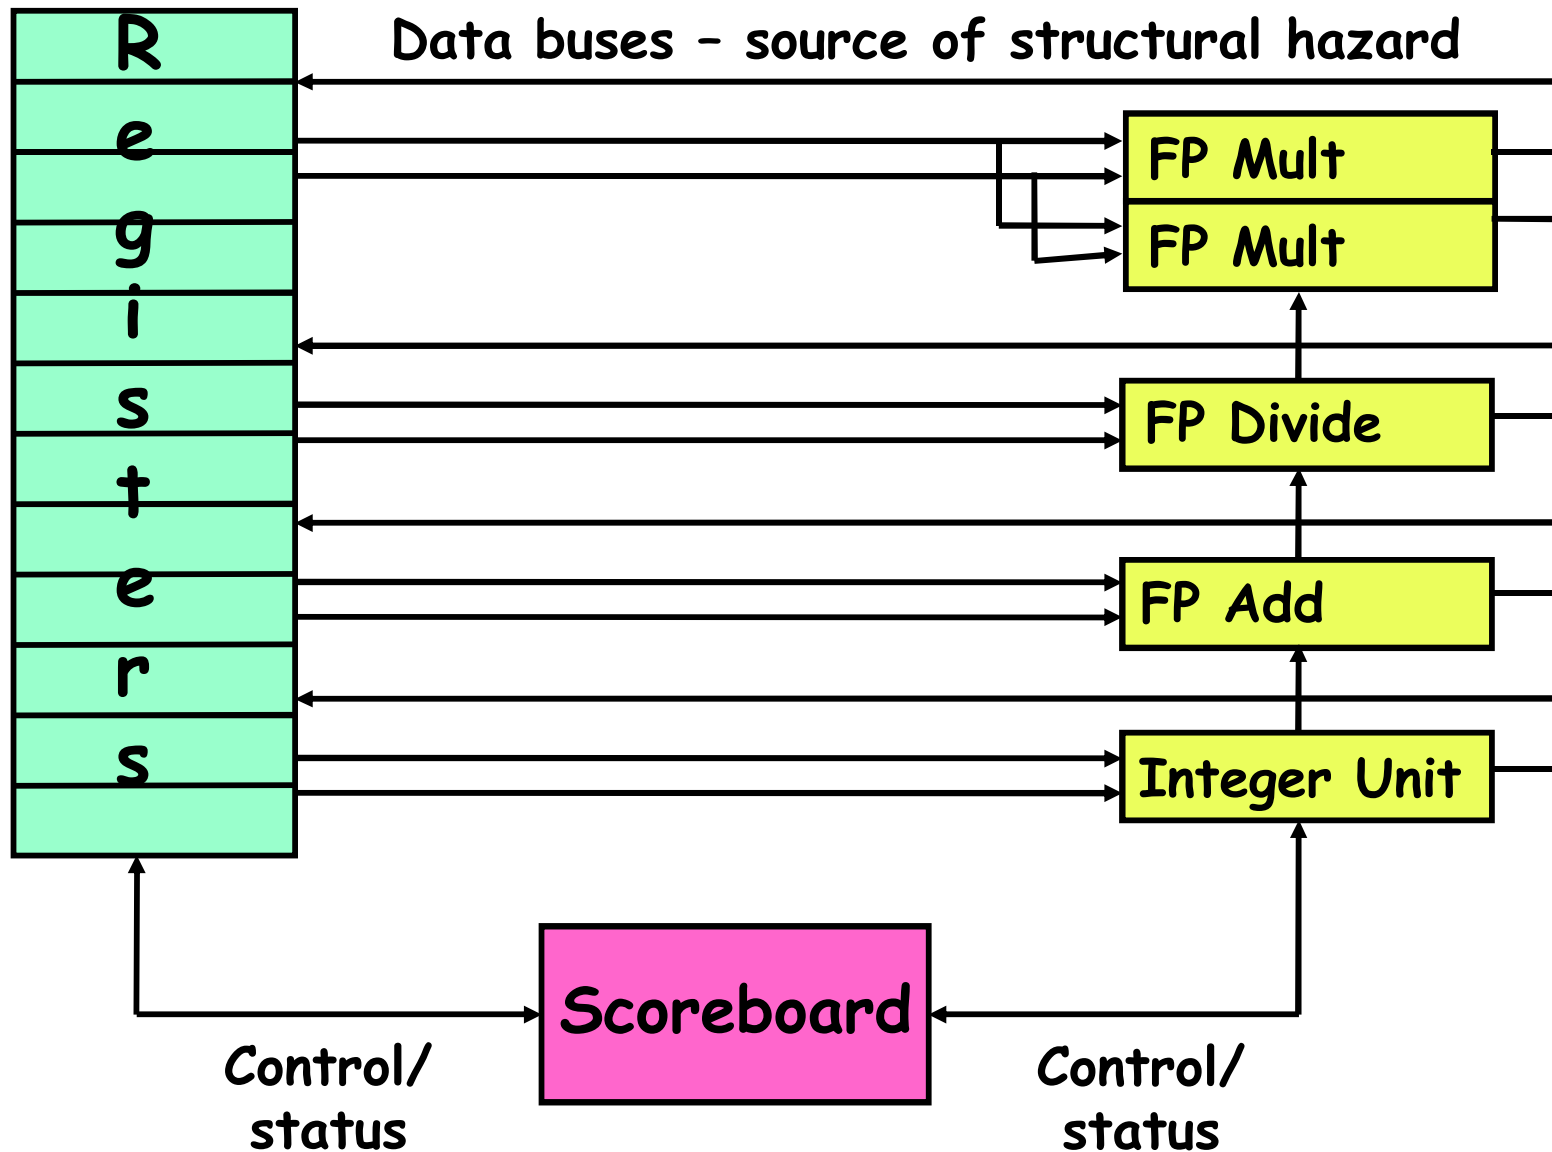 Registers
Data buses – source of structural hazard
FP Mult
FP Mult
FP Divide
FP Add
Integer Unit
Scoreboard
Control/
status
Control/
status